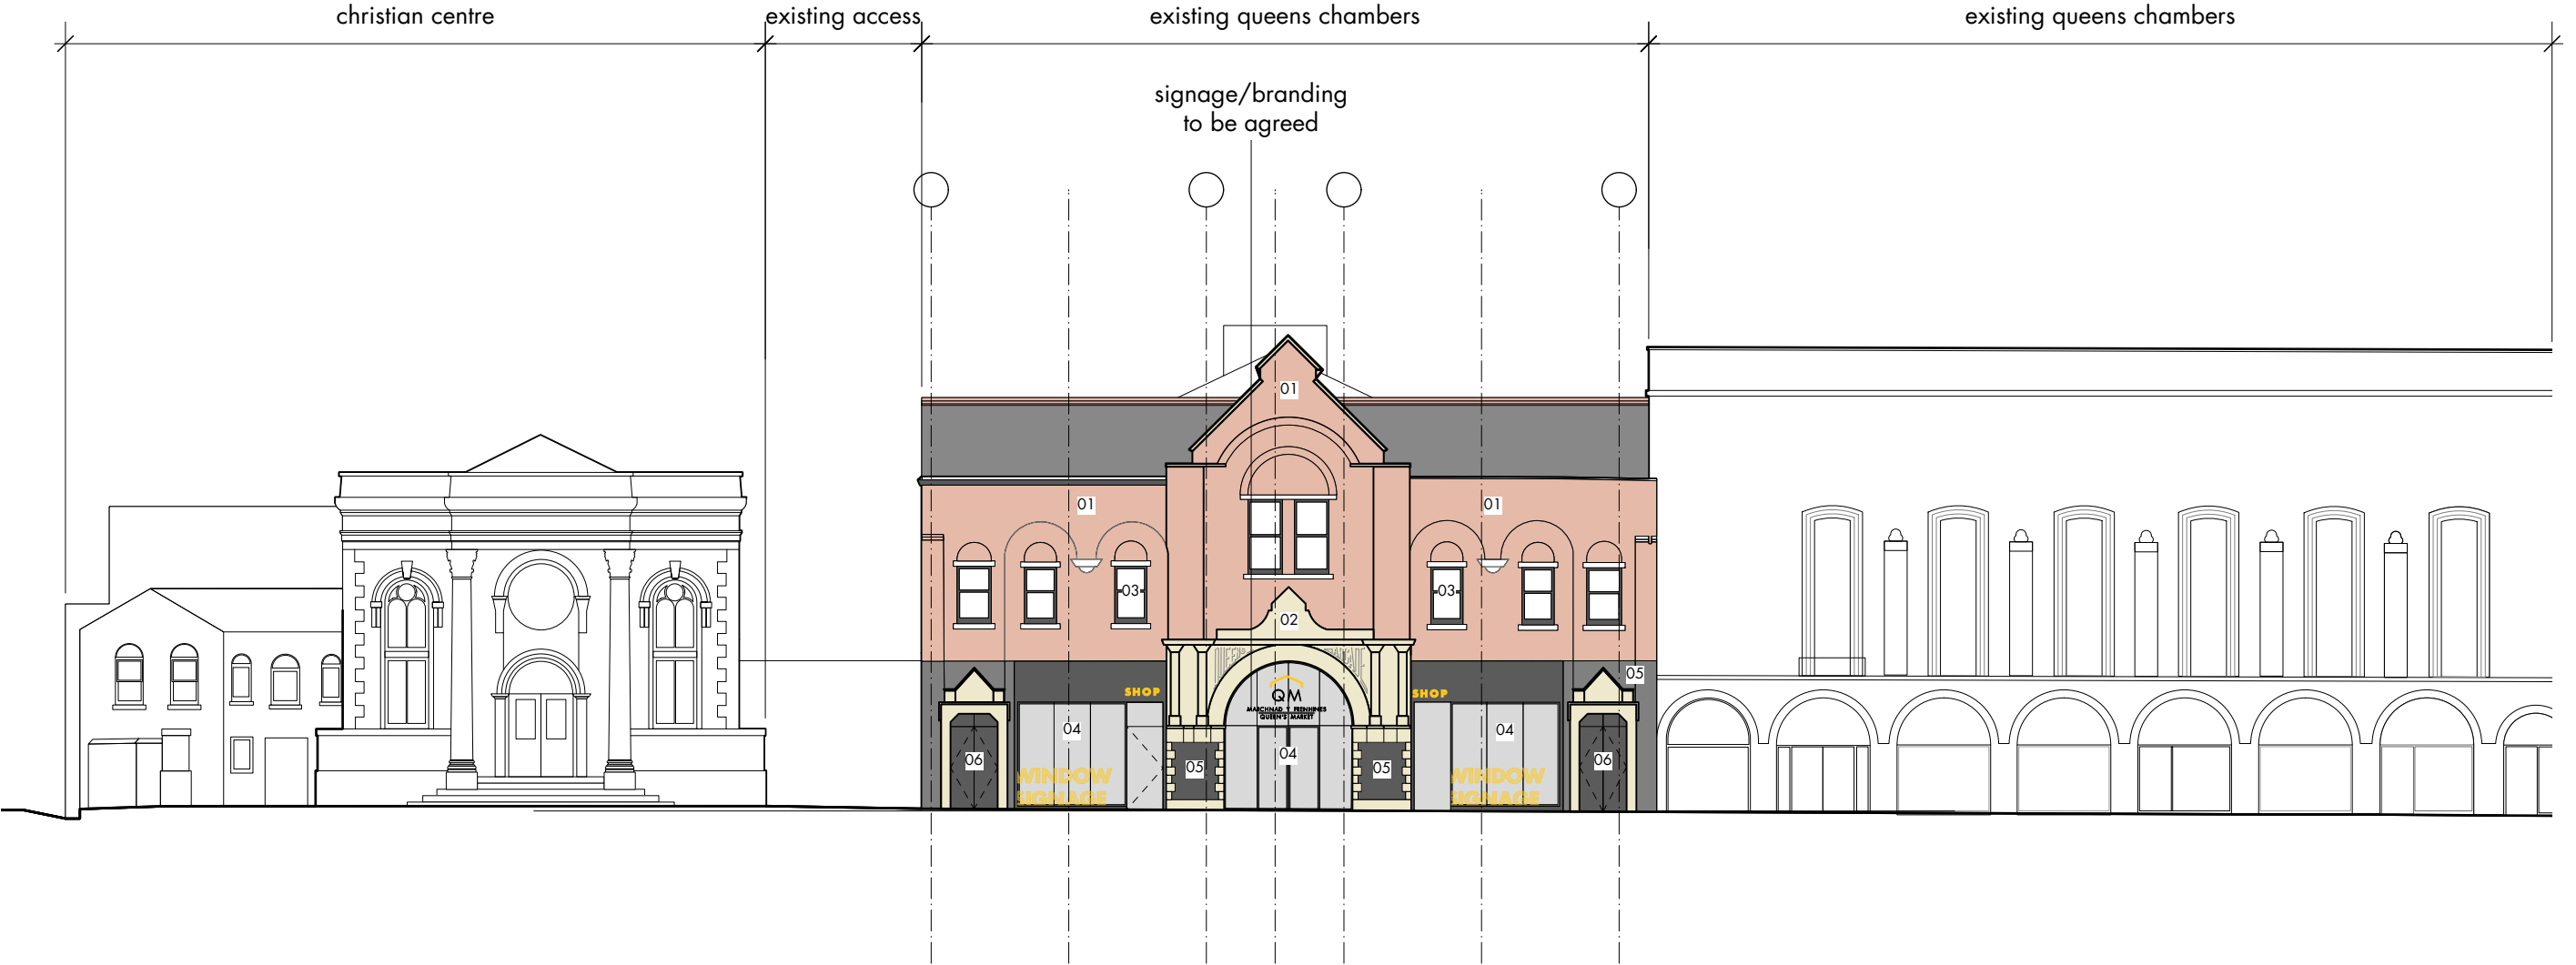 christian centre
existing access
existing queens chambers
existing queens chambers
signage/branding
to be agreed
01
01
01
03
03
02
05
SHOP
SHOP
QM
MARCHNAD Y FRENHINES
QUEEN'S MARKET
04
04
04
06
05
05
06
WINDOW
SIGNAGE
WINDOW
SIGNAGE